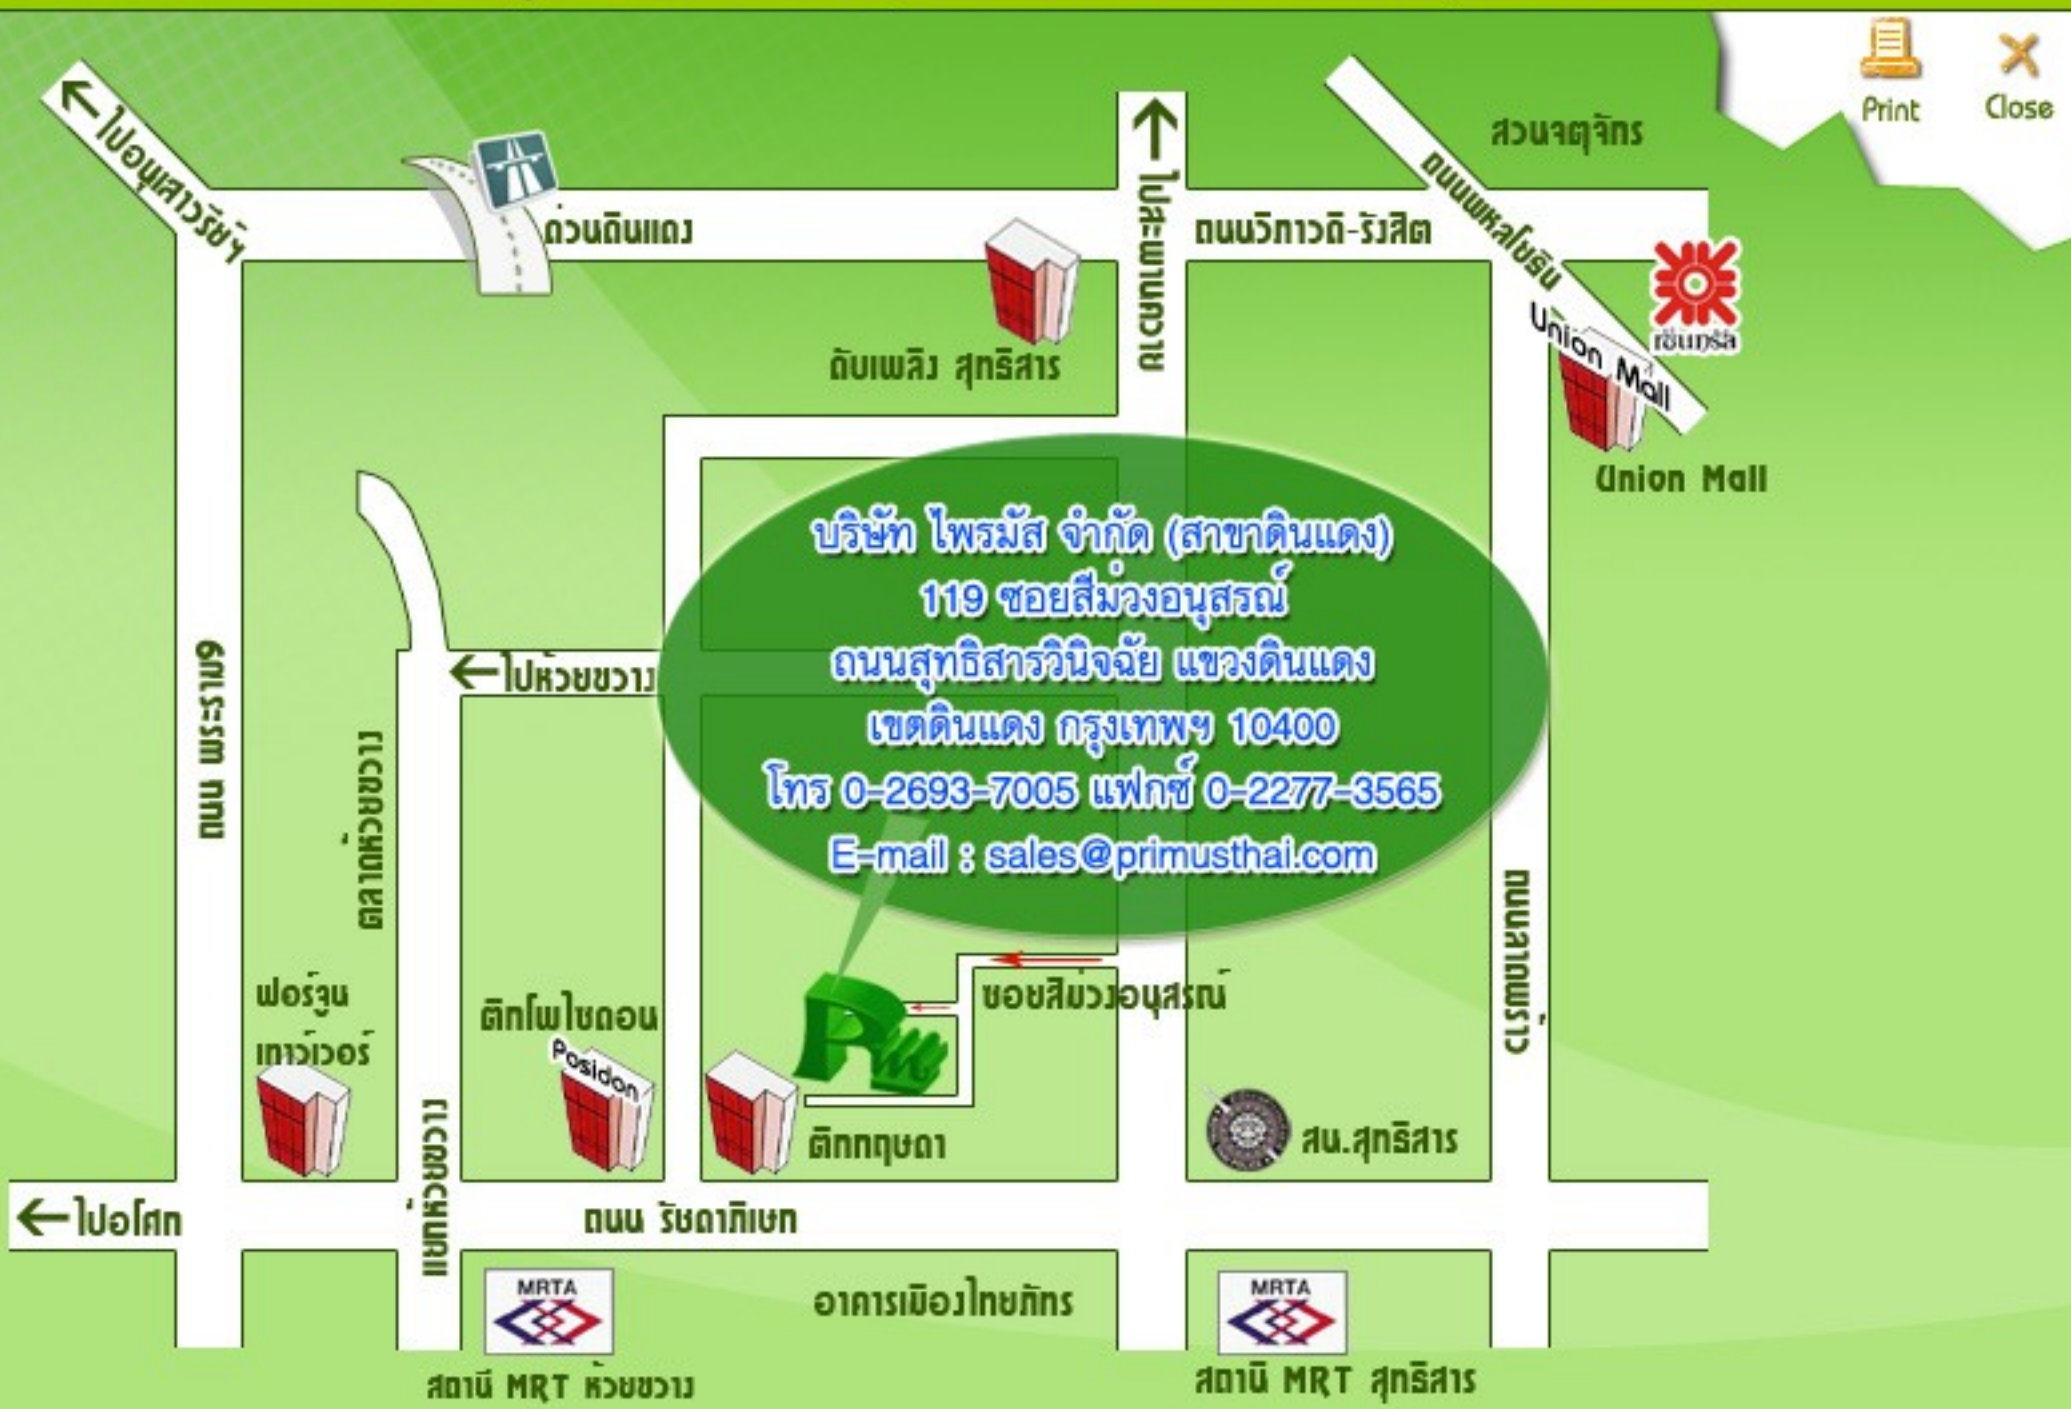 Print
Close
สวนจตุจักร
ไปอนุเสาวรีย์ฯ
ด่วนดินแดง
ไปสะพานควาย
ถนนวิภาวดี-รังสิต
ถนนพหลโยธิน
เซ็นทรัล
Union Mall
Union Mall
ดับเพลิง สุทธิสาร
บริษัท ไพรมัส จำกัด (สาขาดินแดง)
119 ซอยสีม่วงอนุสรณ์
ถนนสุทธิสารวินิจฉัย แขวงดินแดง
เขตดินแดง กรุงเทพฯ 10400
โทร 0-2693-7005 แฟกซ์ 0-2277-3565
E-mail : sales@primusthai.com
ไปห้วยขวาง
ถนน พระราม9
ตลาดห้วยขวาง
ถนนลาดพร้าว
ฟอร์จูน
เทาว์เวอร์
ตึกโพไซดอน
Posidon
ซอยสีม่วงอนุสรณ์
ตึกกฤษดา
สน.สุทธิสาร
แยกห้วยขวาง
ไปอโศก
ถนน รัชดาภิเษก
MRTA
อาคารเมืองไทยภัทร
MRTA
สถานี MRT ห้วยขวาง
สถานี MRT สุทธิสาร